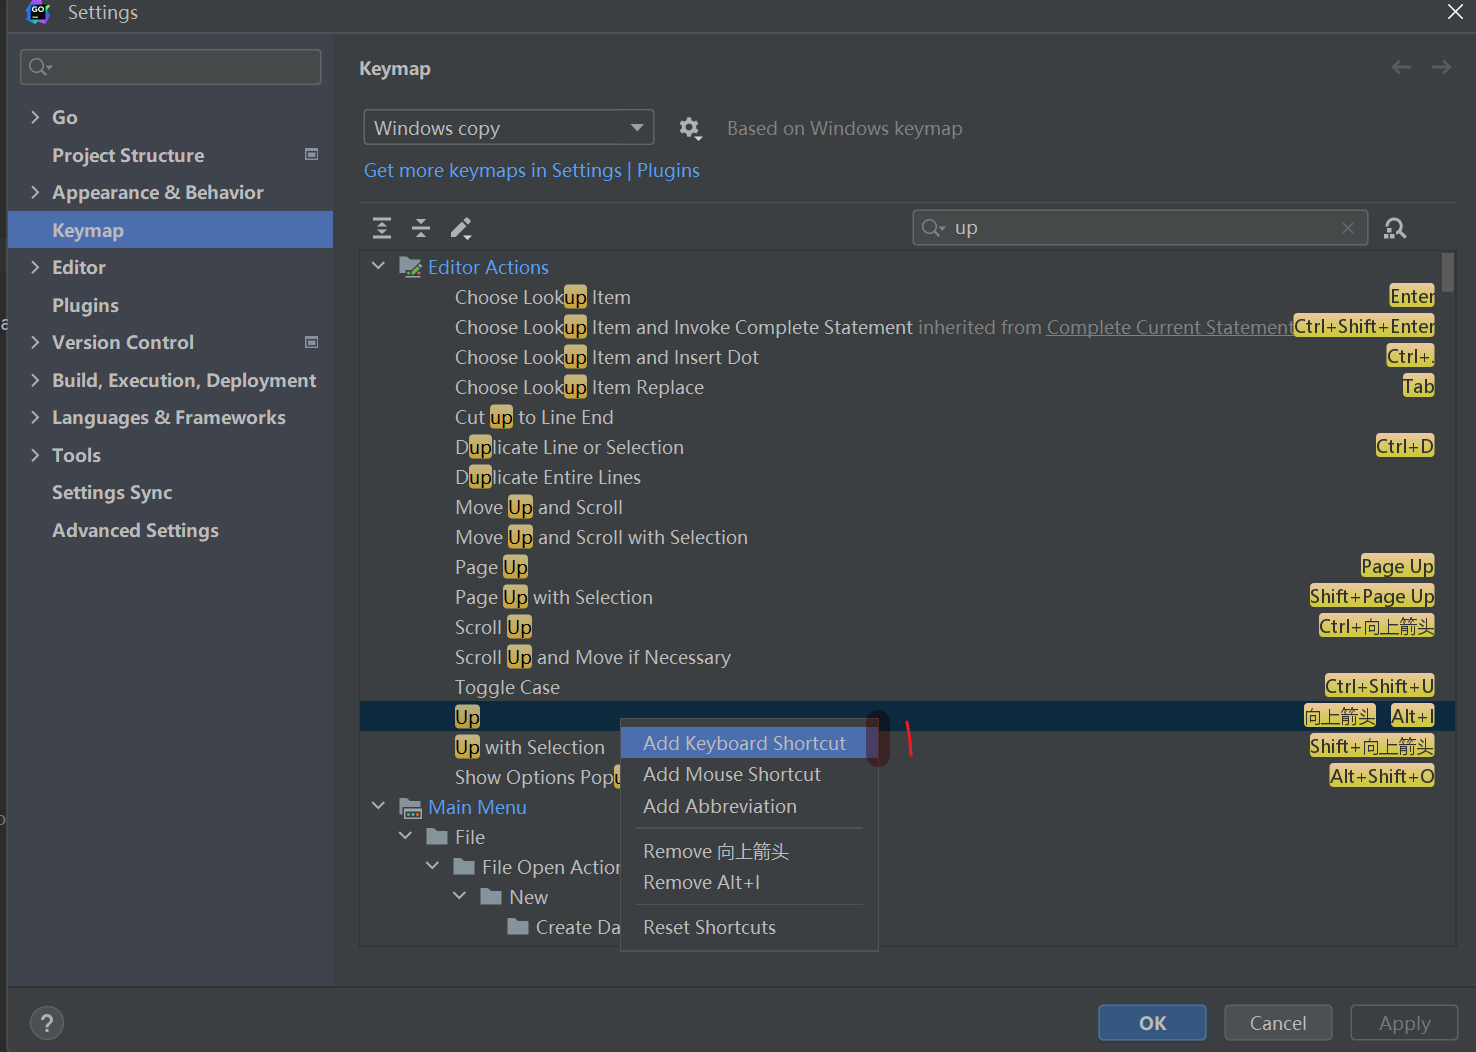 GO
Settings
Keymap
Go
Windows copy
Based on Windows keymap
Project Structure
Get more keymaps in Settings | Plugins
Appearance & Behavior
Keymap
up
Editor
Editor Actions
Plugins
Choose Lookup Item Enter
Choose Lookup Item and Invoke Complete Statement inherited from Complete Current Statement Ctrl+Shift+Enter
Version Control
Choose Lookup Item and Insert Dot Ctrl+.
Build, Execution, Deployment
Choose Lookup Item Replace Tab
Languages & Frameworks
Cut up to Line End
Tools
Duplicate Line or Selection Ctrl+D
Duplicate Entire Lines
Settings Sync
Move Up and Scroll
Advanced Settings
Move Up and Scroll with Selection
Page Up Page Up
Page Up with Selection Shift+Page Up
Scroll Up Ctrl+向上箭头
Scroll Up and Move if Necessary
Toggle Case Ctrl+Shift+U
Up 向上箭头 Alt+I
Up with Selection Shift+向上箭头
Show Options Popu Alt+Shift+O
Add Keyboard Shortcut
Add Mouse Shortcut
Add Abbreviation
Remove 向上箭头
Remove Alt+I
Reset Shortcuts
Main Menu
File
File Open Action
New
Create Da
?
OK
Cancel
Apply